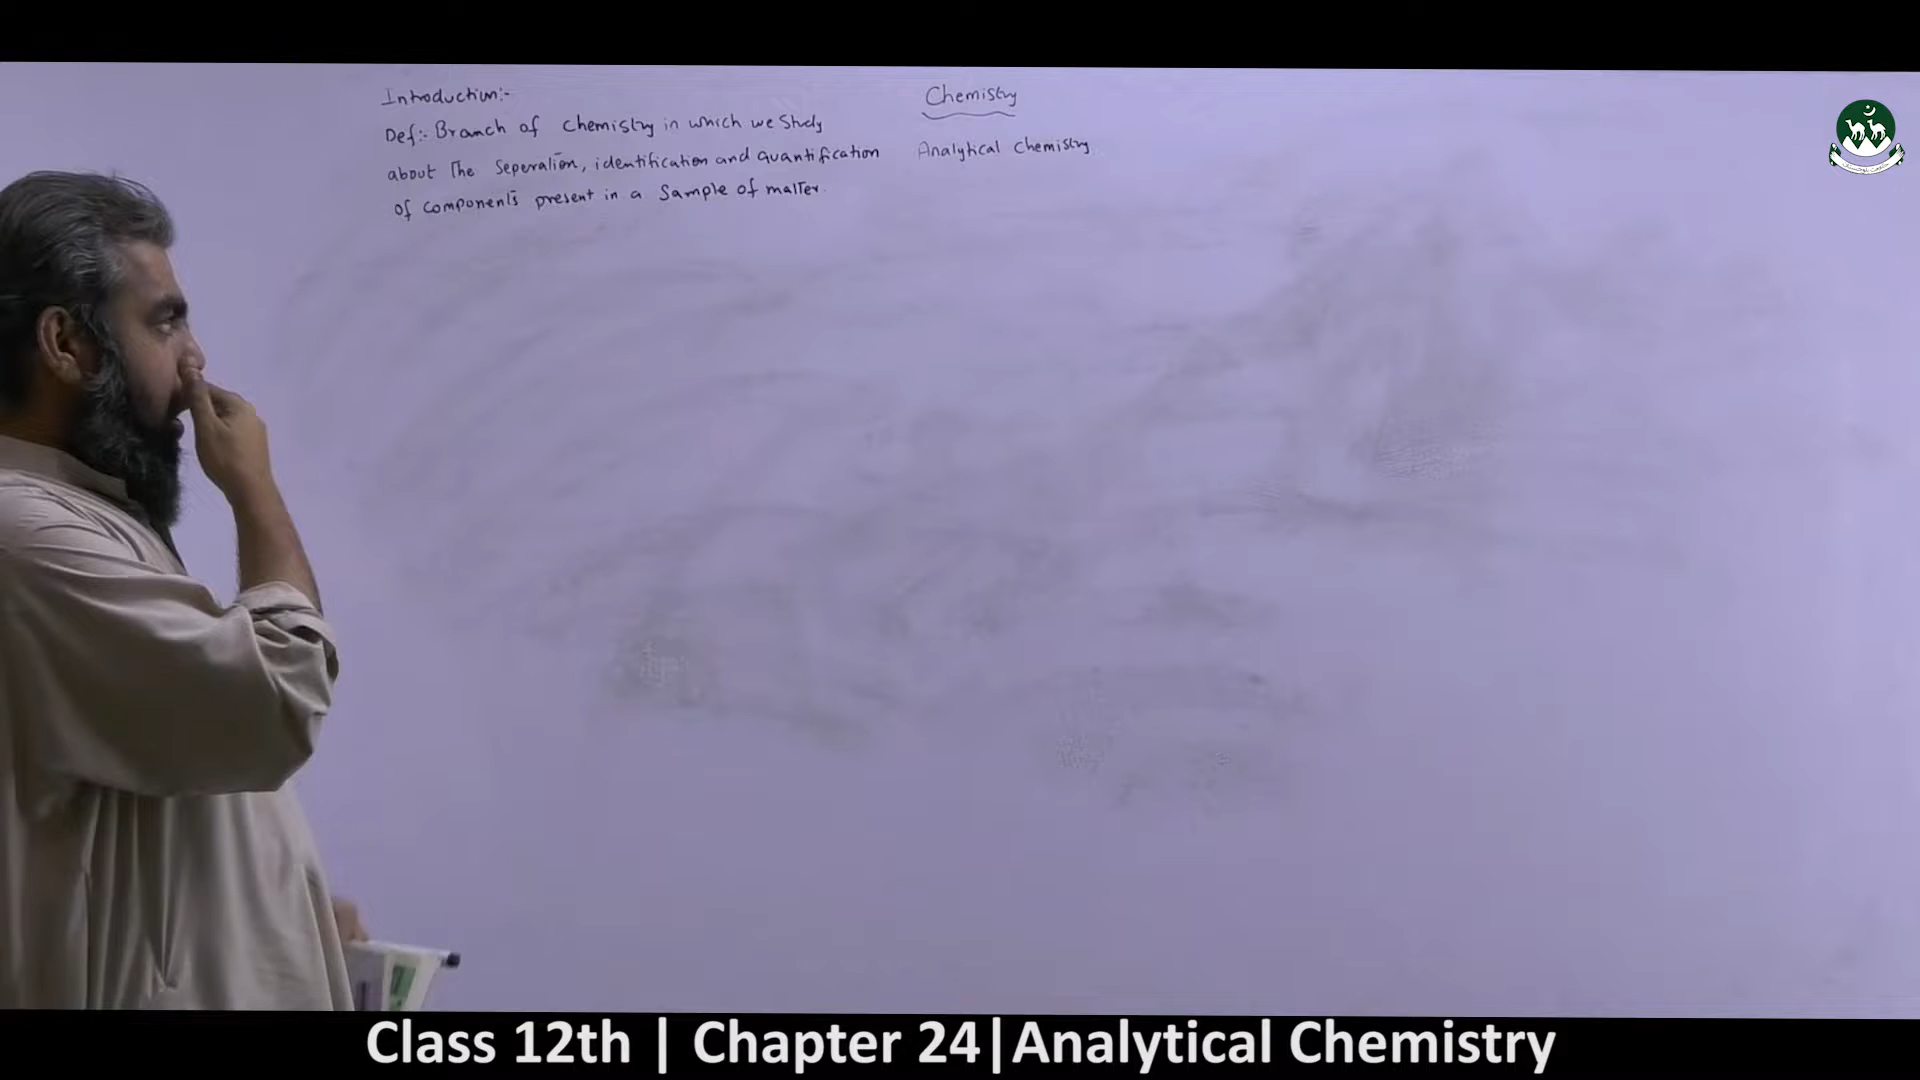 Introduction:-
Def:- Branch of chemistry in which we study
about the seperation, identification and quantification
of components present in a sample of matter.
Chemistry
Analytical chemistry
Class 12th | Chapter 24|Analytical Chemistry